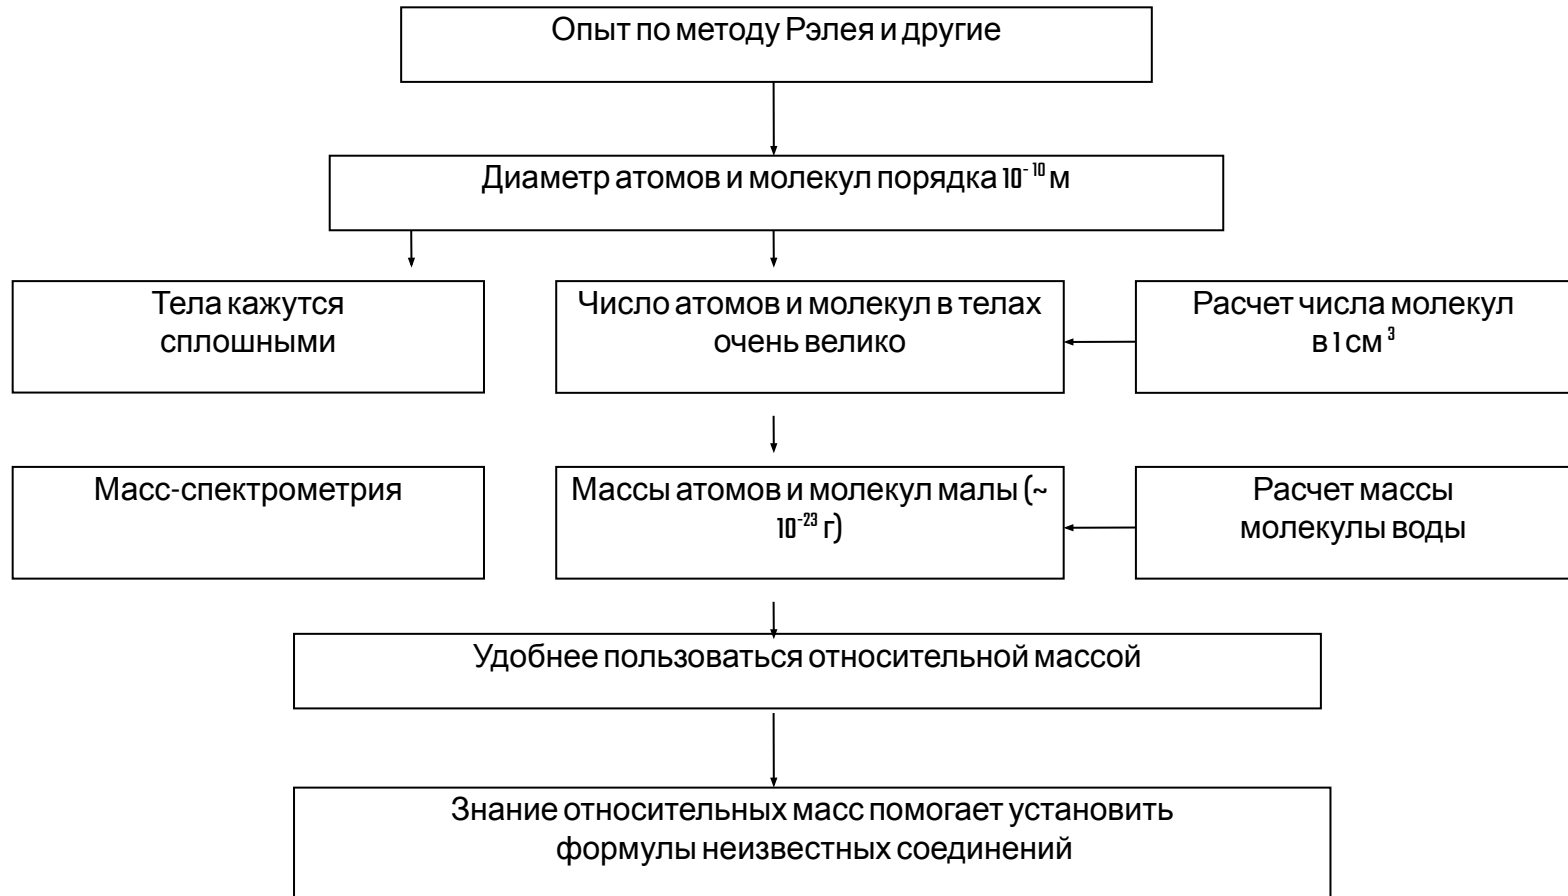 Опыт по методу Рэлея и другие
Диаметр атомов и молекул порядка 10⁻¹⁰ м
Тела кажутся
сплошными
Число атомов и молекул в телах
очень велико
Расчет числа молекул
в 1 см³
Масс-спектрометрия
Массы атомов и молекул малы (~
10⁻²³ г)
Расчет массы
молекулы воды
Удобнее пользоваться относительной массой
Знание относительных масс помогает установить
формулы неизвестных соединений